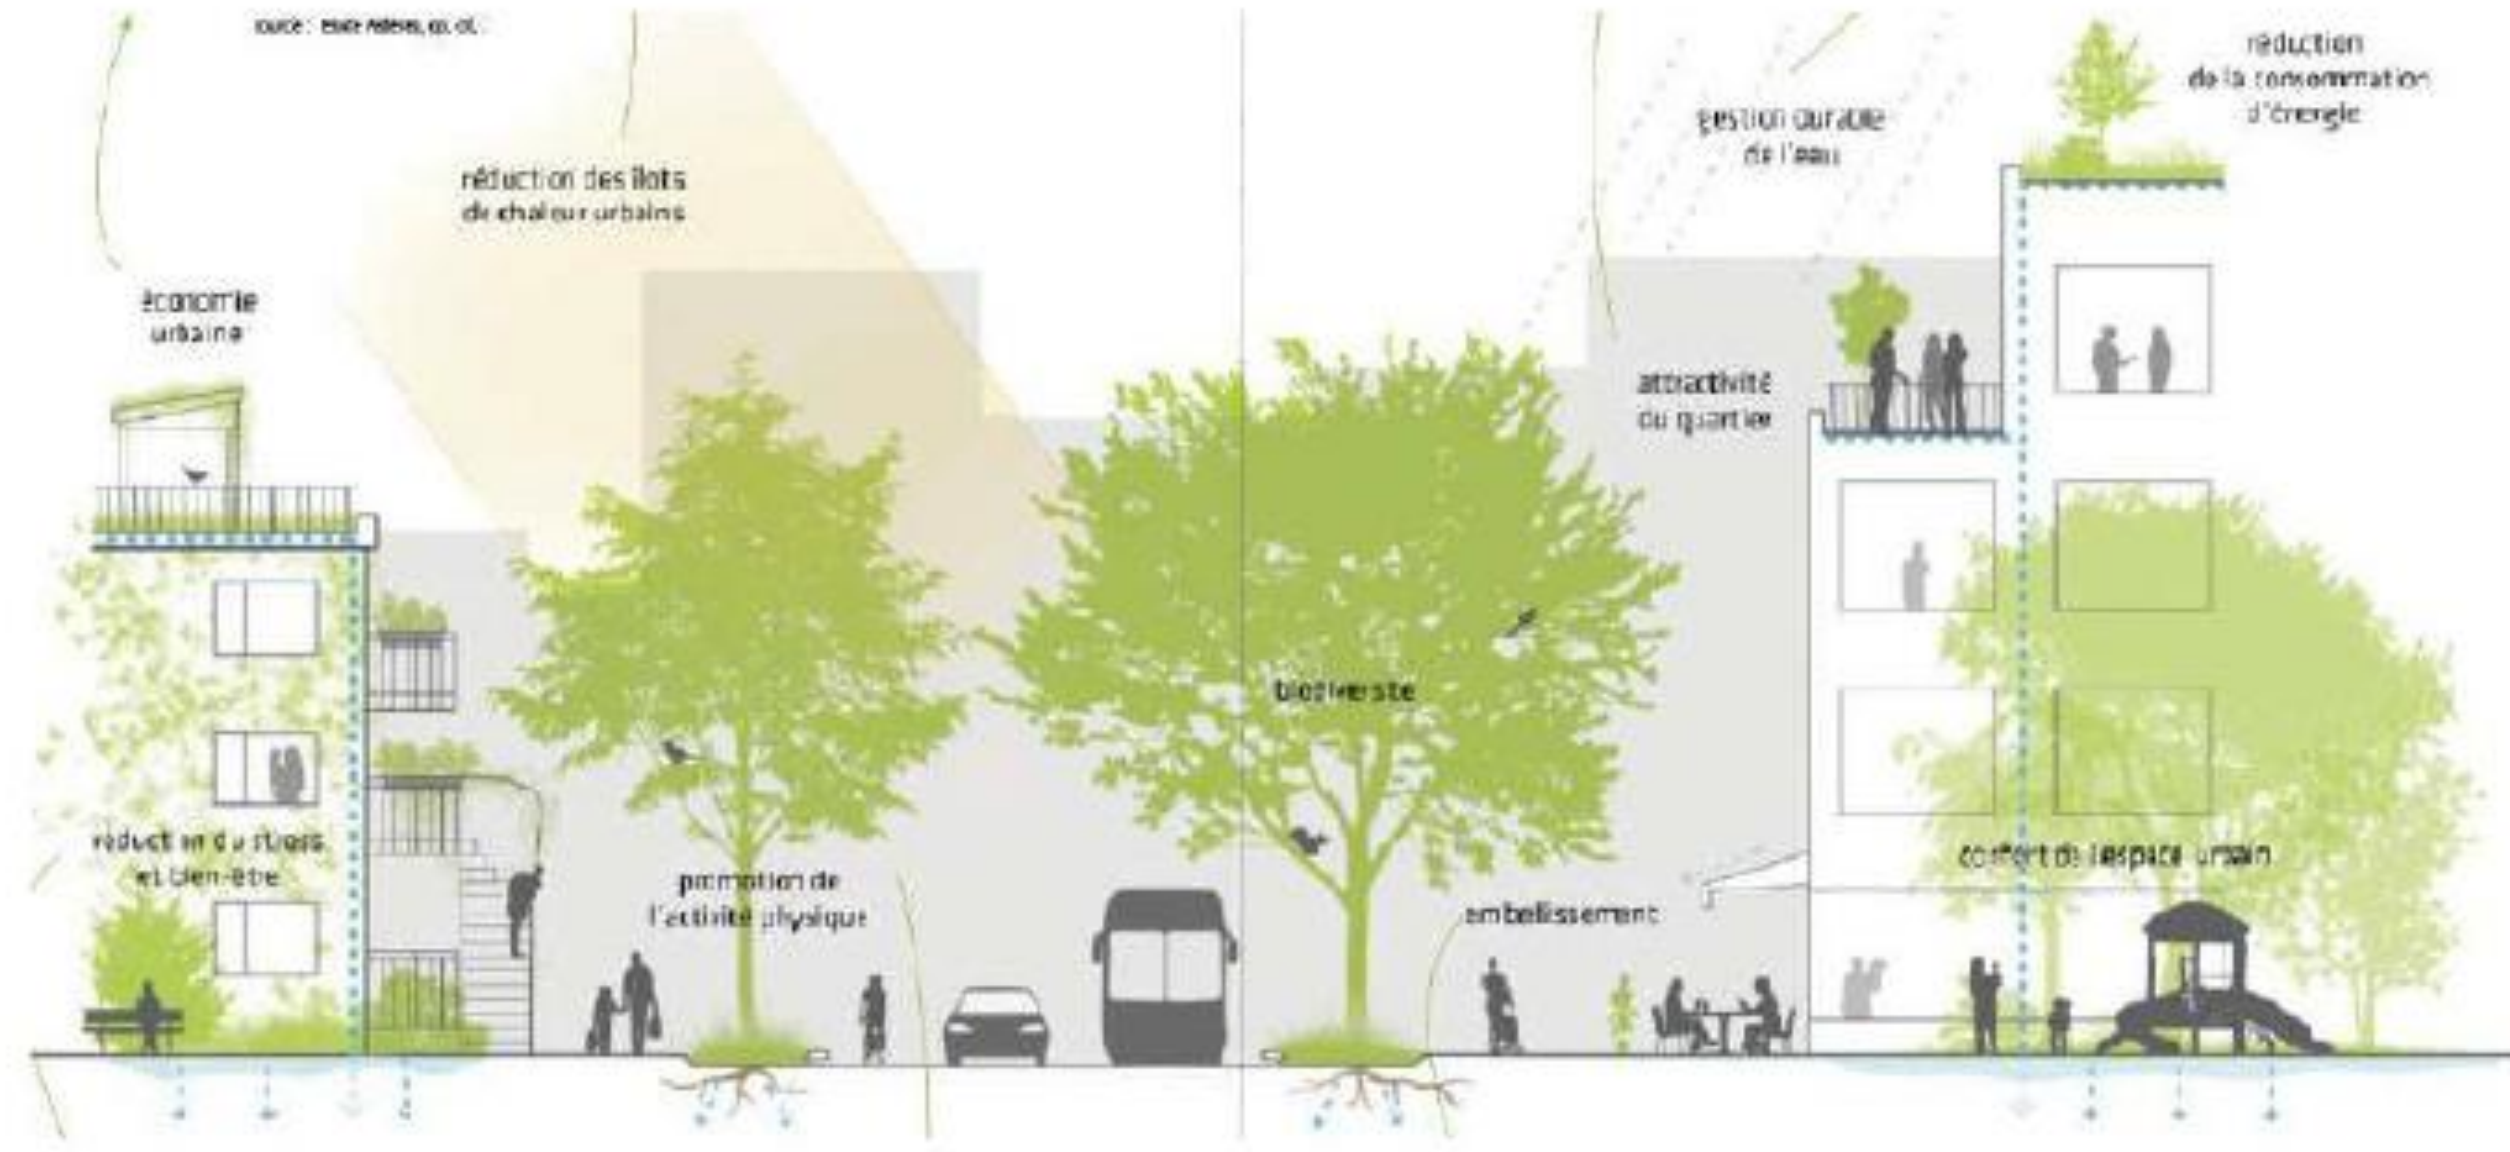 source :
réduction
de la consommation
d'énergie
gestion durable
de l'eau
réduction des îlots
de chaleur urbains
économie
urbaine
attractivité
du quartier
biodiversité
réduction du stress
et bien-être
promotion de
l'activité physique
embellissement
confort de l'espace urbain